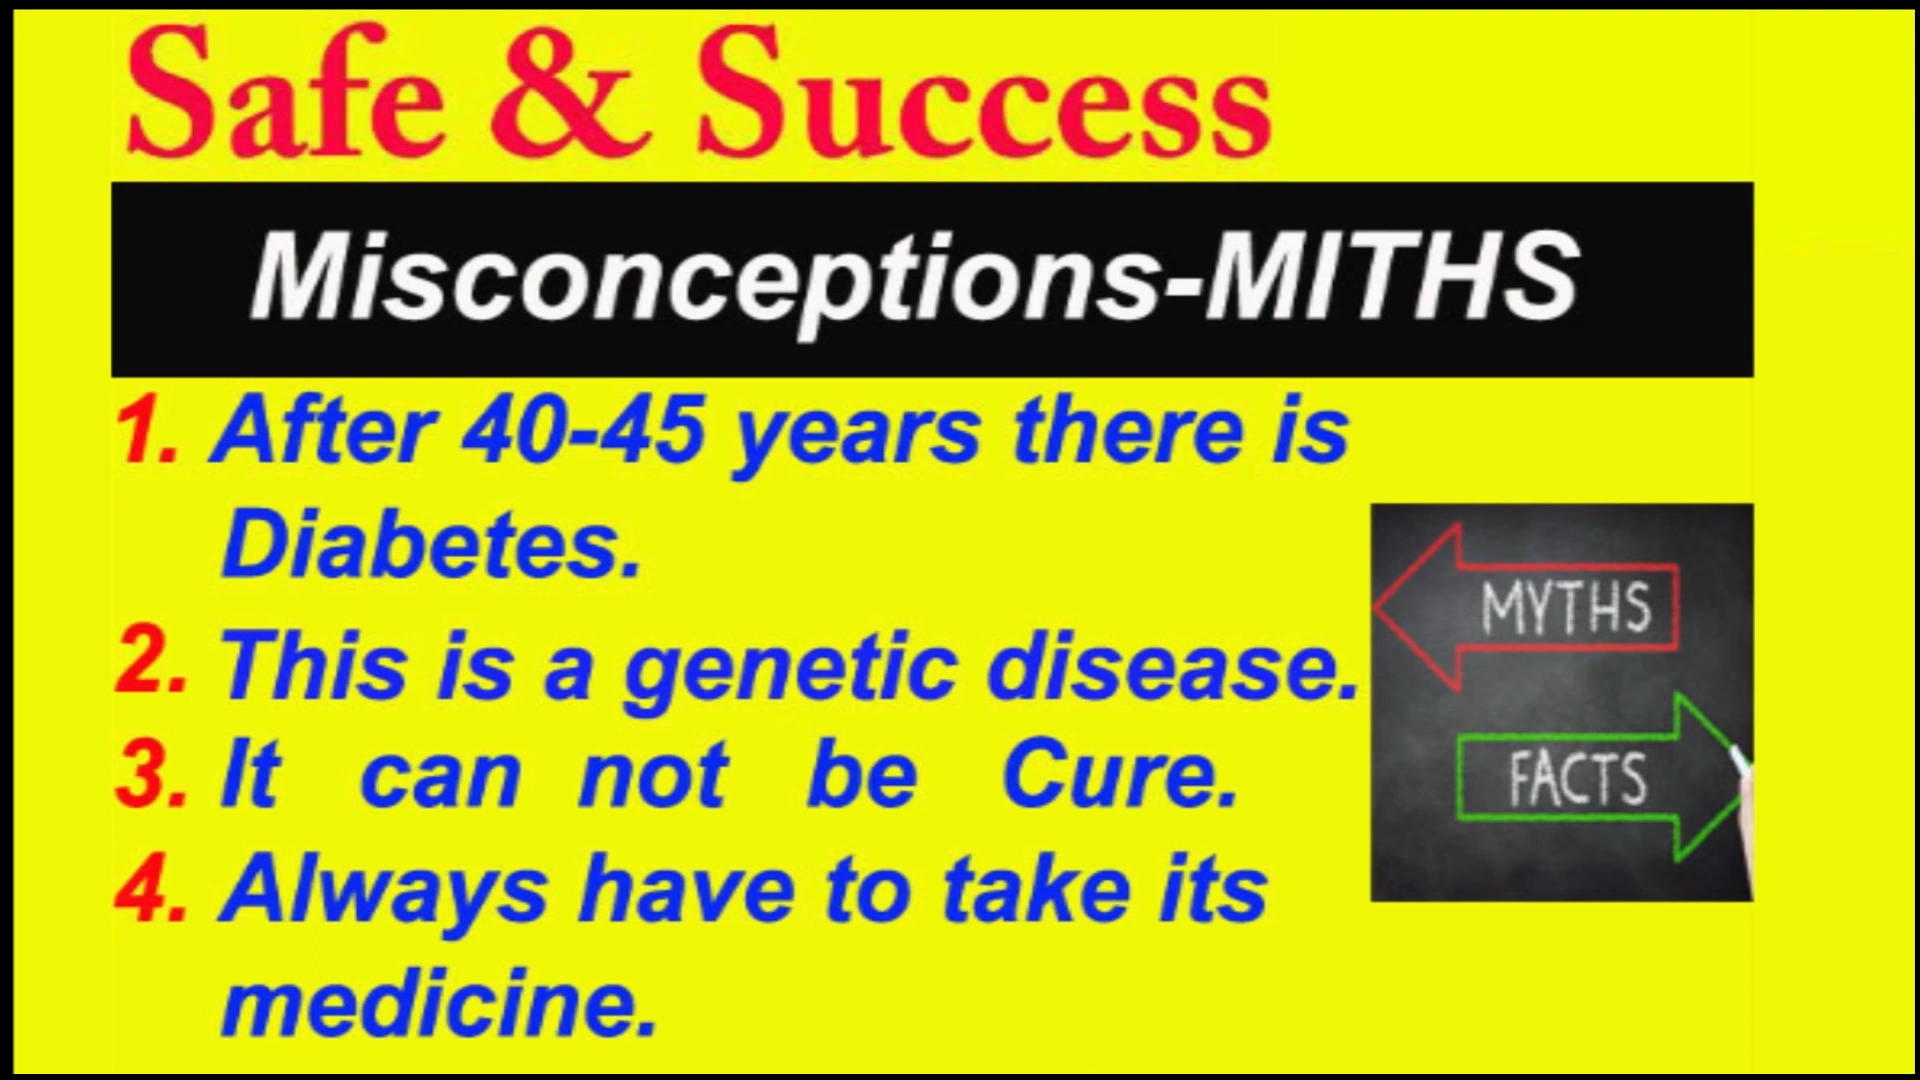 Safe & Success
Misconceptions-MITHS
1. After 40-45 years there is
Diabetes.
2. This is a genetic disease.
3. It can not be Cure.
4. Always have to take its
medicine.
MYTHS
FACTS